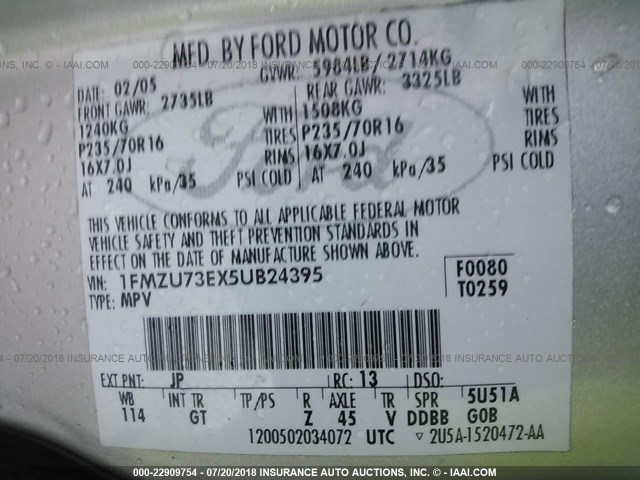 MFD. BY FORD MOTOR CO.
DATE: 02/05 GVWR: 5984LB / 2714KG
FRONT GAWR: 2735LB REAR GAWR: 3325LB
1240KG WITH 1508KG WITH
P235/70R16 TIRES P235/70R16 TIRES
16X7.0J RIMS 16X7.0J RIMS
AT 240 kPa/35 PSI COLD AT 240 kPa/35 PSI COLD
THIS VEHICLE CONFORMS TO ALL APPLICABLE FEDERAL MOTOR
VEHICLE SAFETY AND THEFT PREVENTION STANDARDS IN
EFFECT ON THE DATE OF MANUFACTURE SHOWN ABOVE.
VIN: 1FMZU73EX5UB24395 F0080
TYPE: MPV T0259
EXT PNT: JP RC: 13 DSO:
WB INT TR TP/PS R AXLE TR SPR 5U51A
114 GT Z 45 V DDBB GOB
1200502034072 UTC ▽ 2U5A-1520472-AA
Ford
000-22909754 - 07/20/2018 INSURANCE AUTO AUCTIONS © - IAAI.COM